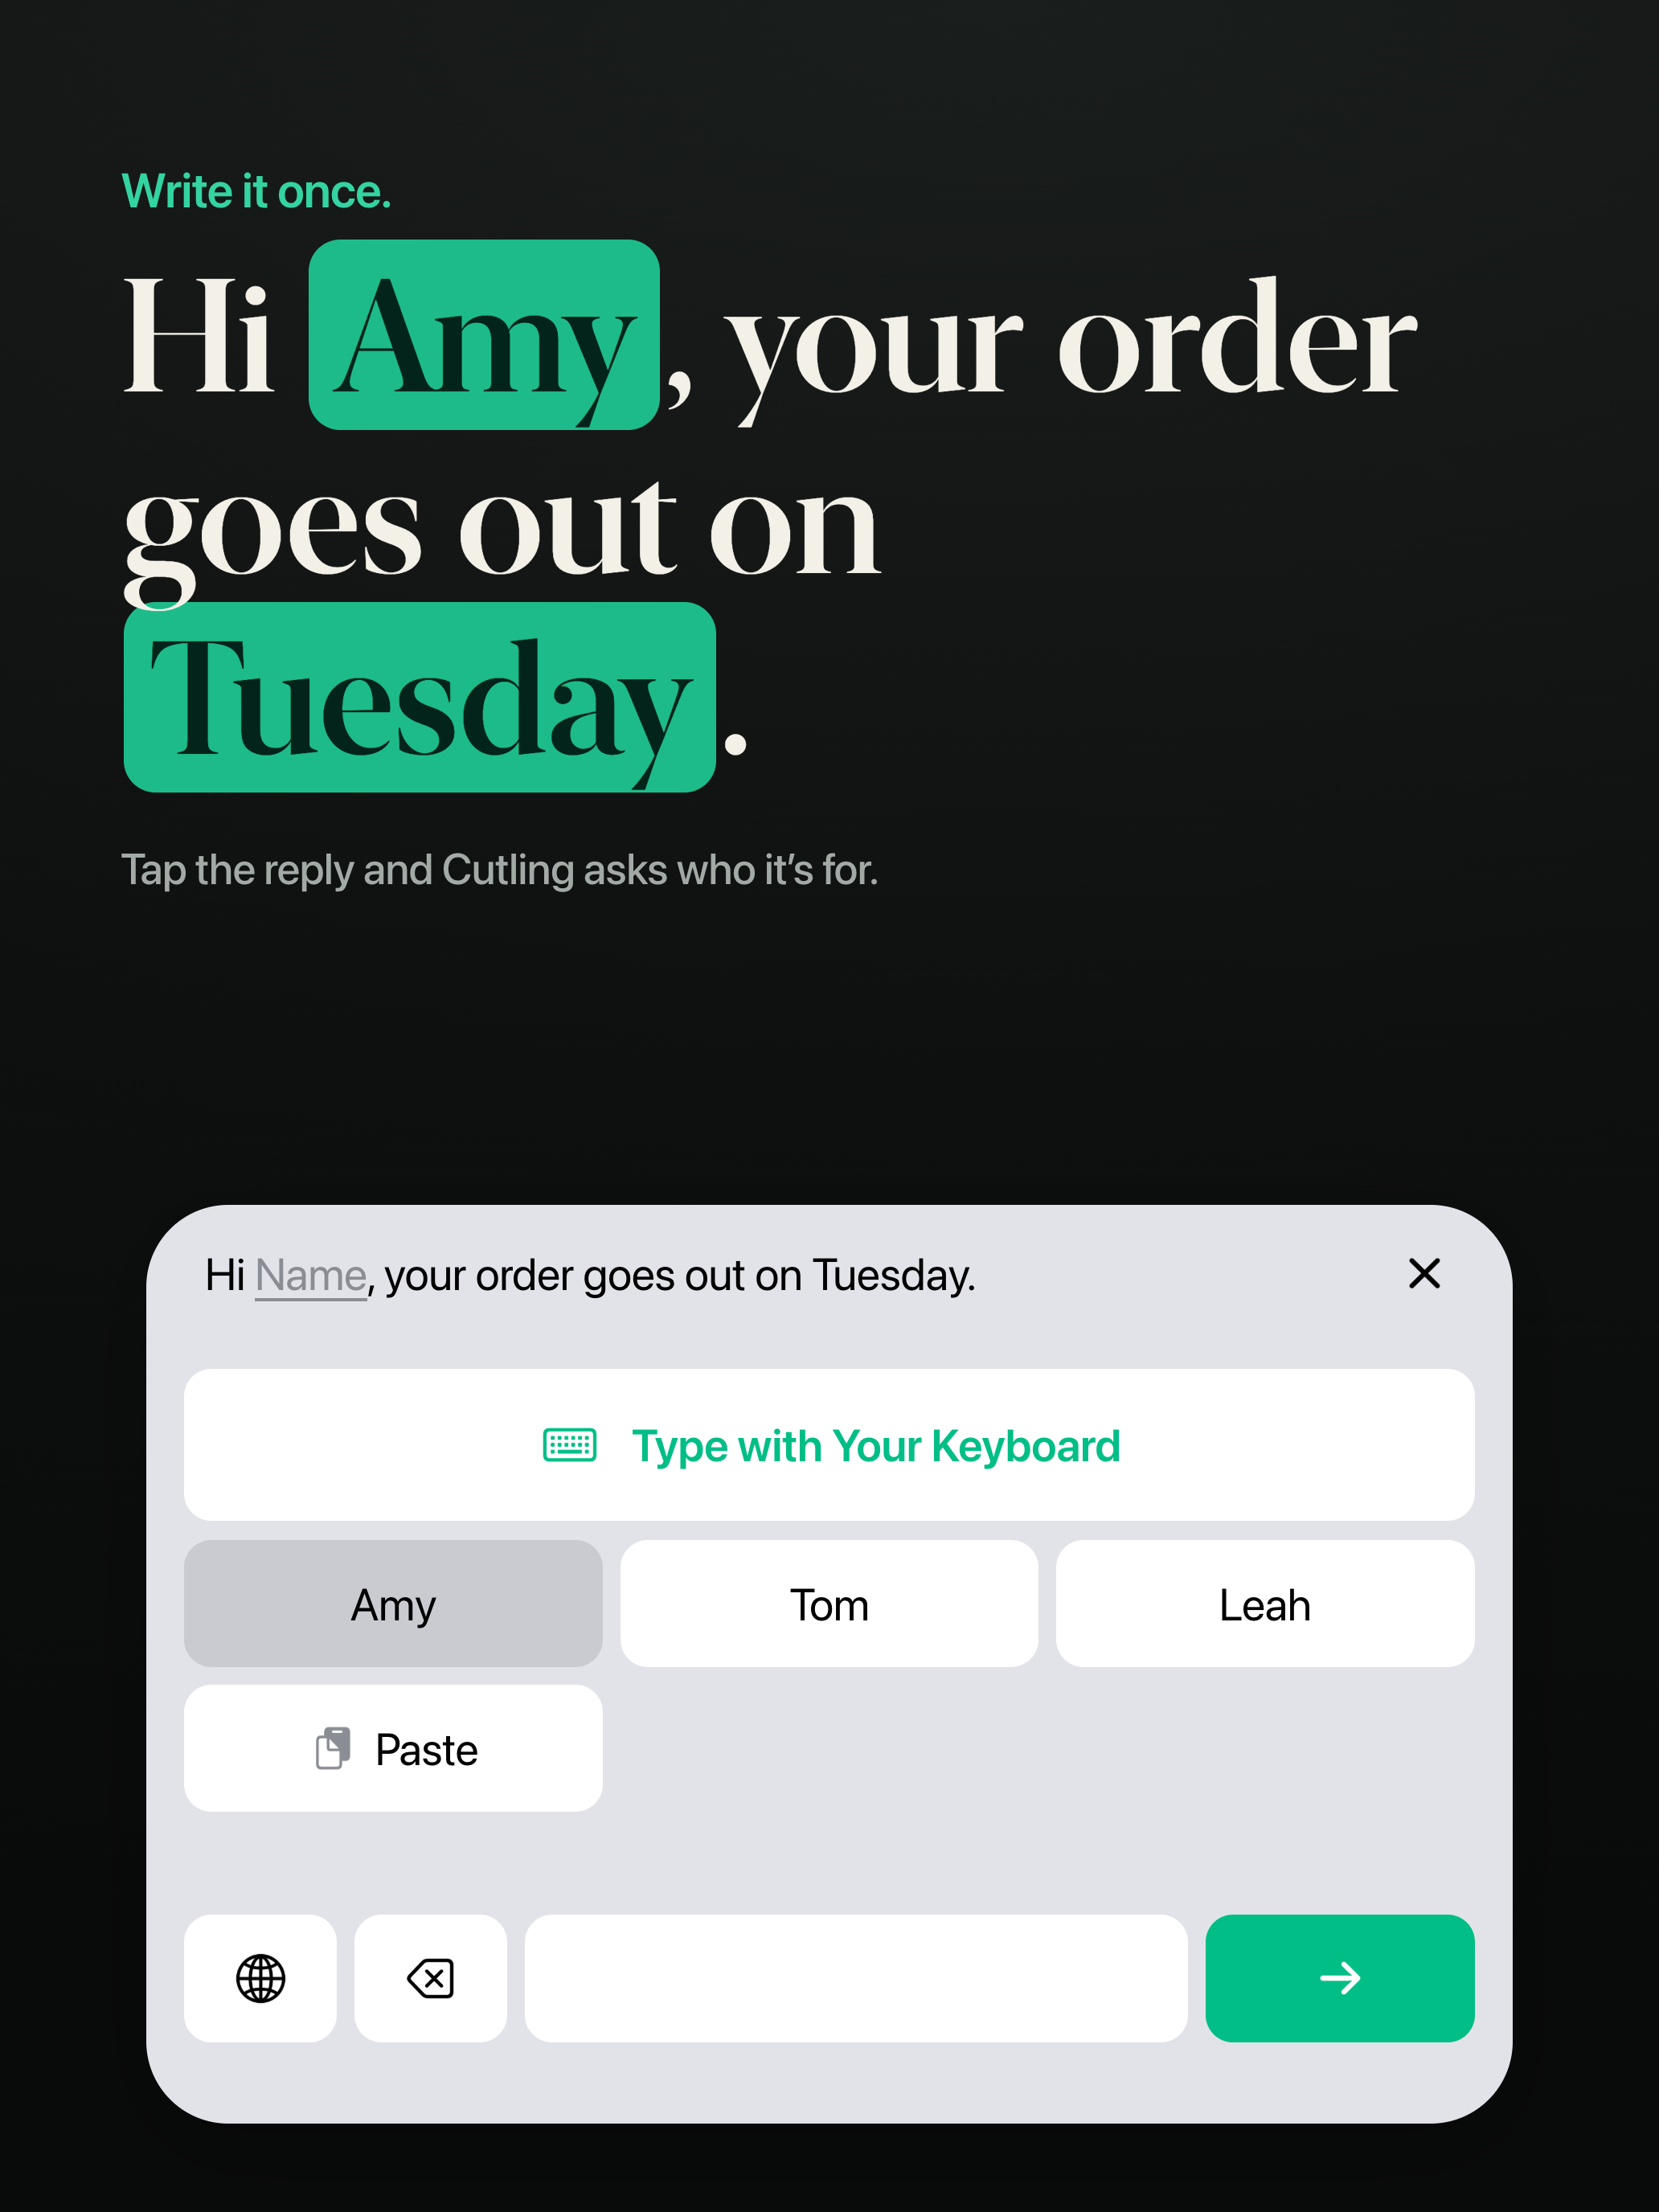 Write it once.
Hi Amy, your order
goes out on
Tuesday.
Tap the reply and Cutling asks who it’s for.
Hi Name, your order goes out on Tuesday.
Type with Your Keyboard
Amy
Tom
Leah
Paste